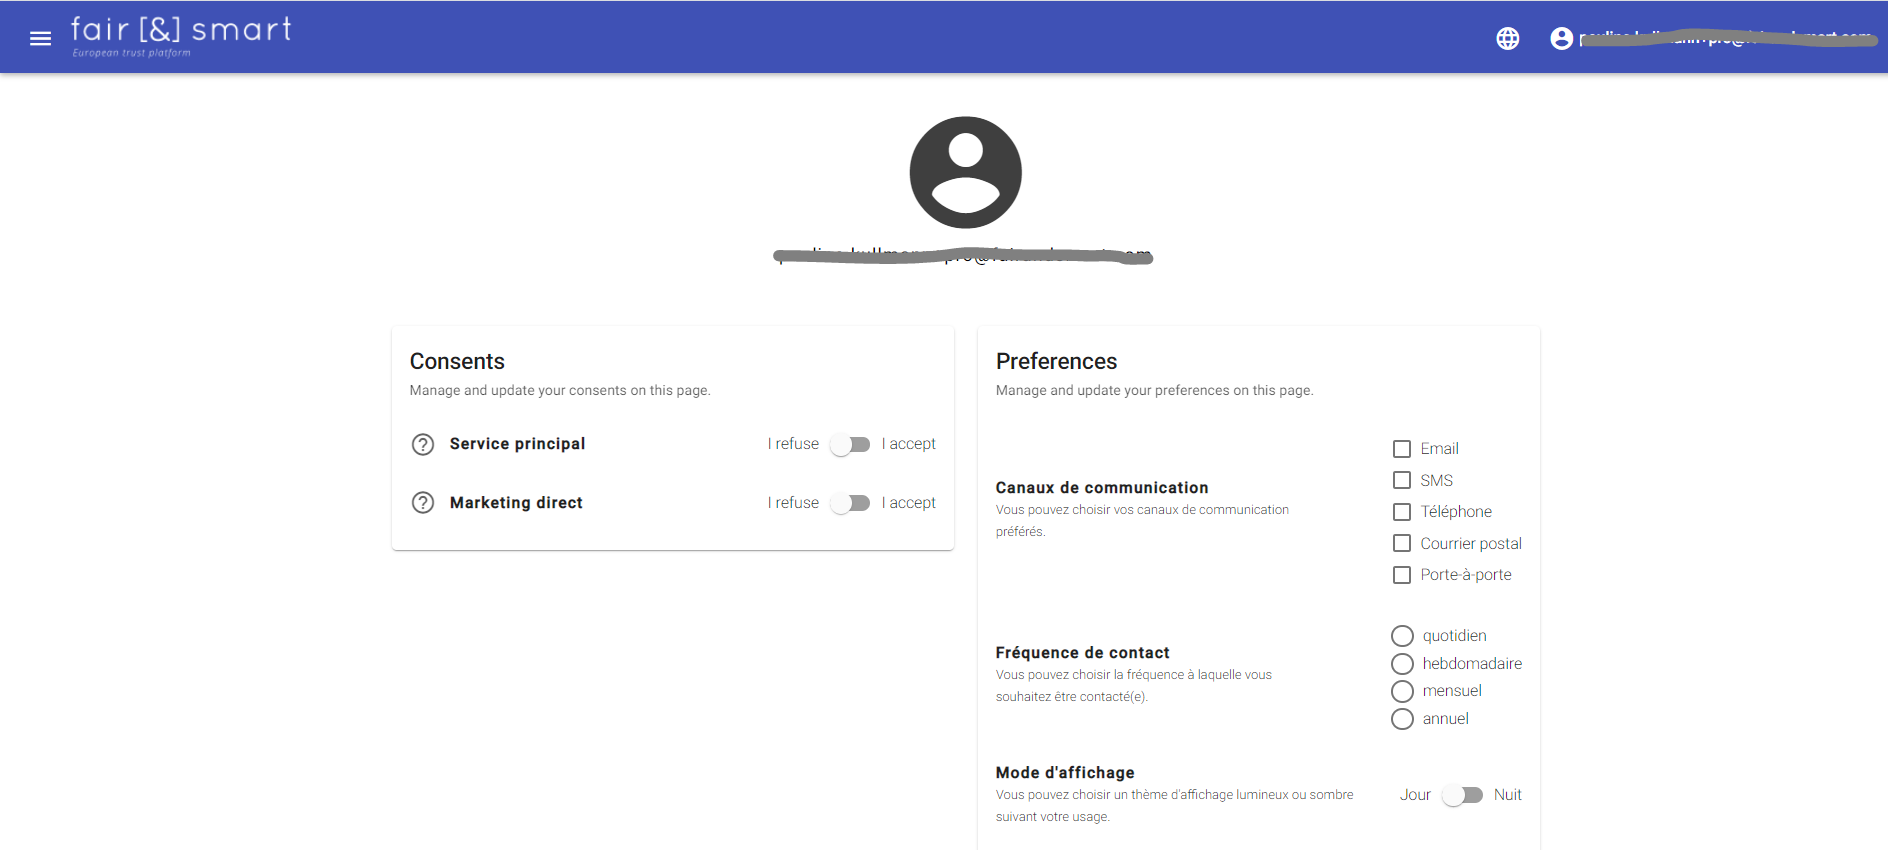 fair [&] smart
European trust platform
Consents
Manage and update your consents on this page.
Service principal
I refuse
I accept
Marketing direct
I refuse
I accept
Preferences
Manage and update your preferences on this page.
Canaux de communication
Vous pouvez choisir vos canaux de communication
préférés.
Email
SMS
Téléphone
Courrier postal
Porte-à-porte
Fréquence de contact
Vous pouvez choisir la fréquence à laquelle vous
souhaitez être contacté(e).
quotidien
hebdomadaire
mensuel
annuel
Mode d'affichage
Vous pouvez choisir un thème d'affichage lumineux ou sombre
suivant votre usage.
Jour
Nuit